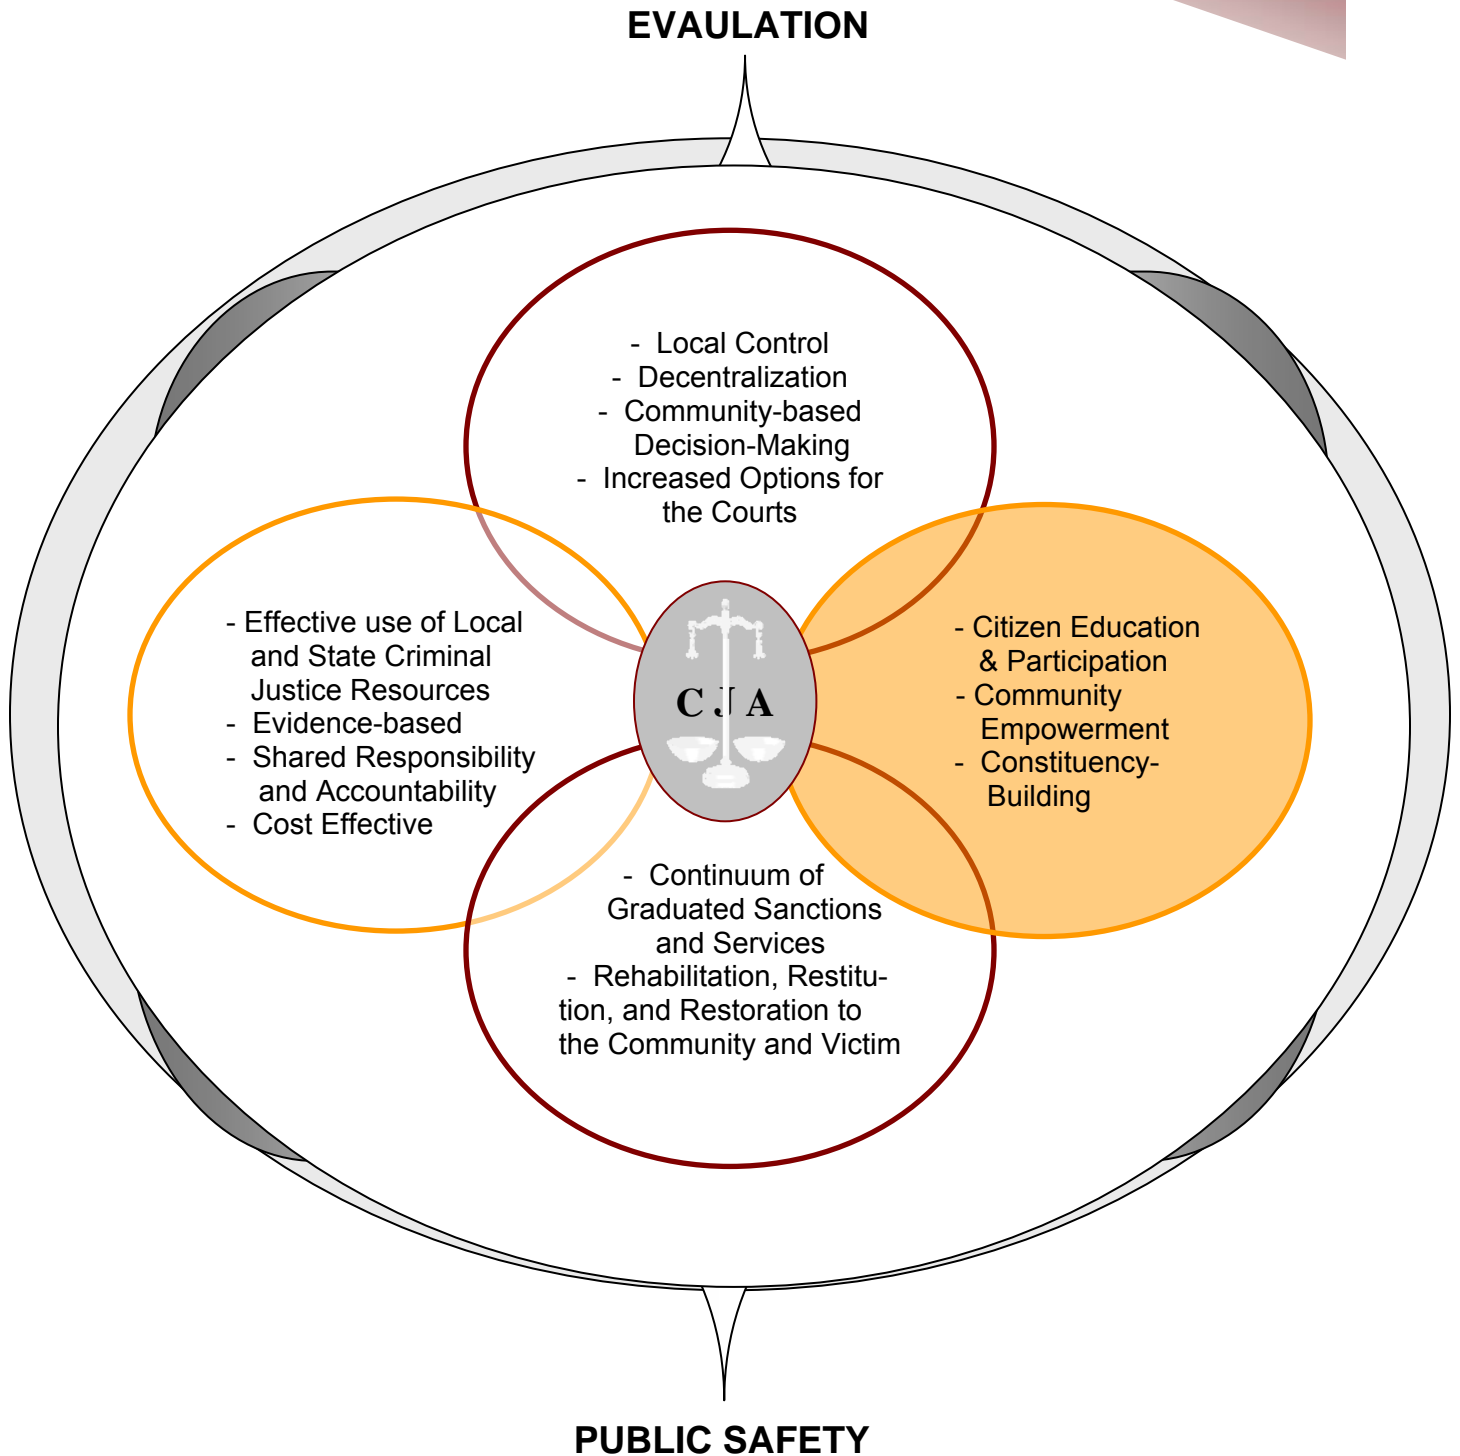 EVAULATION
- Local Control
- Decentralization
- Community-based
Decision-Making
- Increased Options for
the Courts
- Effective use of Local
and State Criminal
Justice Resources
- Evidence-based
- Shared Responsibility
and Accountability
- Cost Effective
C J A
- Citizen Education
& Participation
- Community
Empowerment
- Constituency-
Building
- Continuum of
Graduated Sanctions
and Services
- Rehabilitation, Restitu-
tion, and Restoration to
the Community and Victim
PUBLIC SAFETY